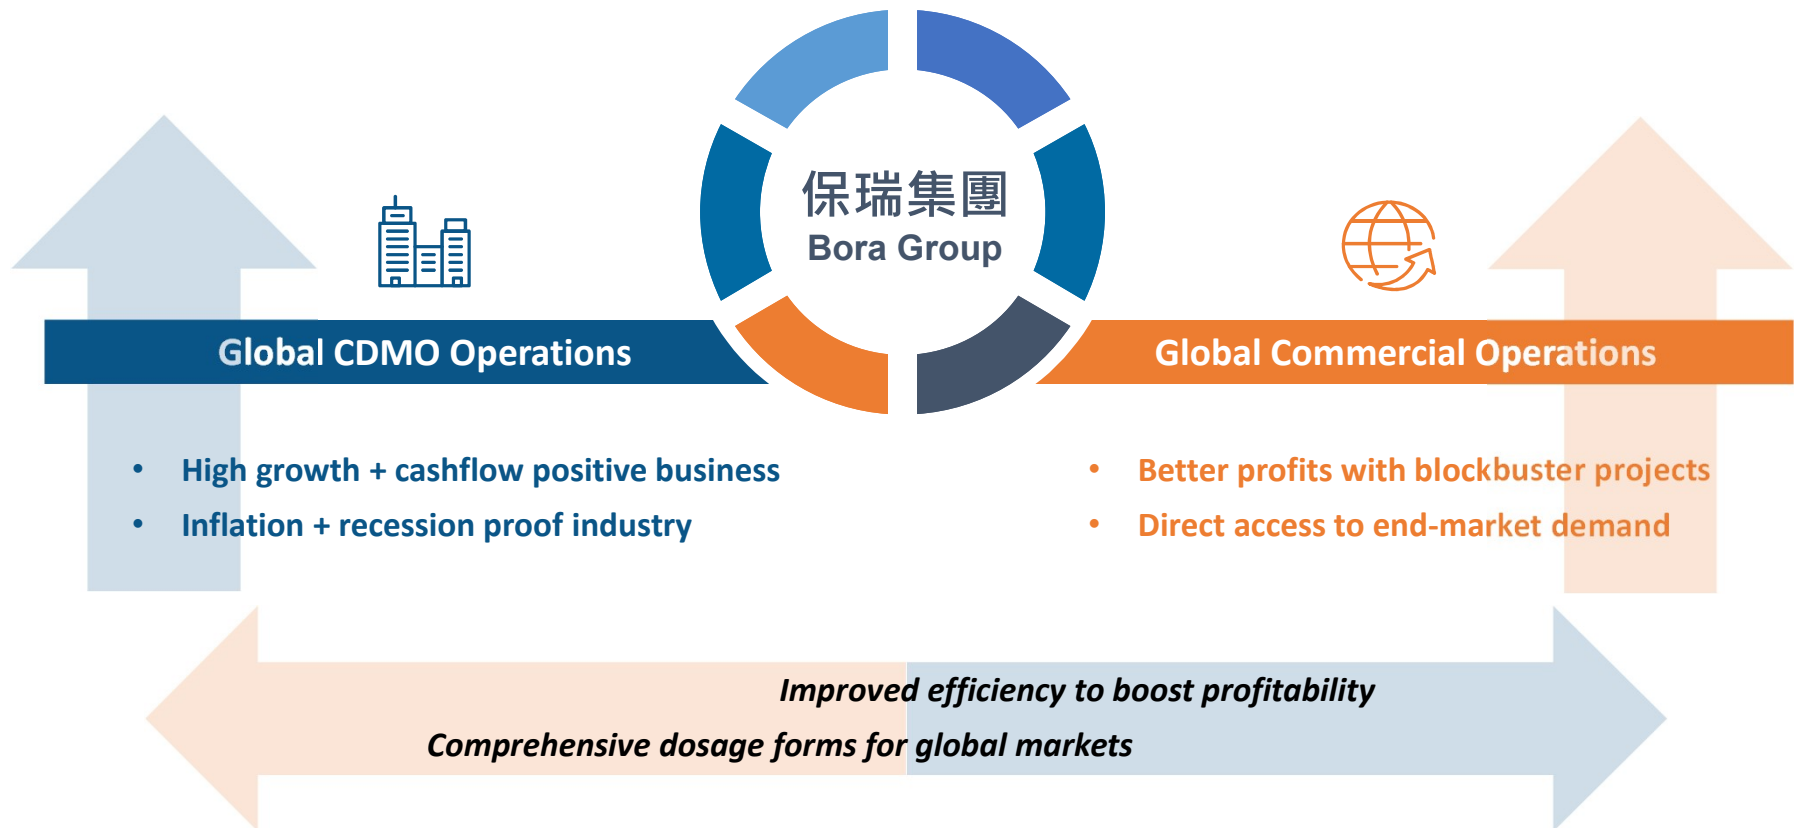 保瑞集團
Bora Group
Global CDMO Operations
• High growth + cashflow positive business
• Inflation + recession proof industry
Global Commercial Operations
• Better profits with blockbuster projects
• Direct access to end-market demand
Improved efficiency to boost profitability
Comprehensive dosage forms for global markets